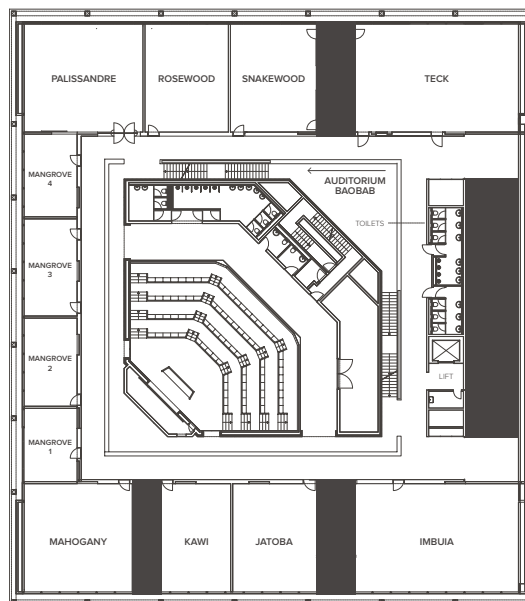 PALISSANDRE
ROSEWOOD
SNAKEWOOD
TECK
MANGROVE
4
AUDITORIUM
BAOBAB
TOILETS
MANGROVE
3
MANGROVE
2
LIFT
MANGROVE
1
MAHOGANY
KAWI
JATOBA
IMBUIA